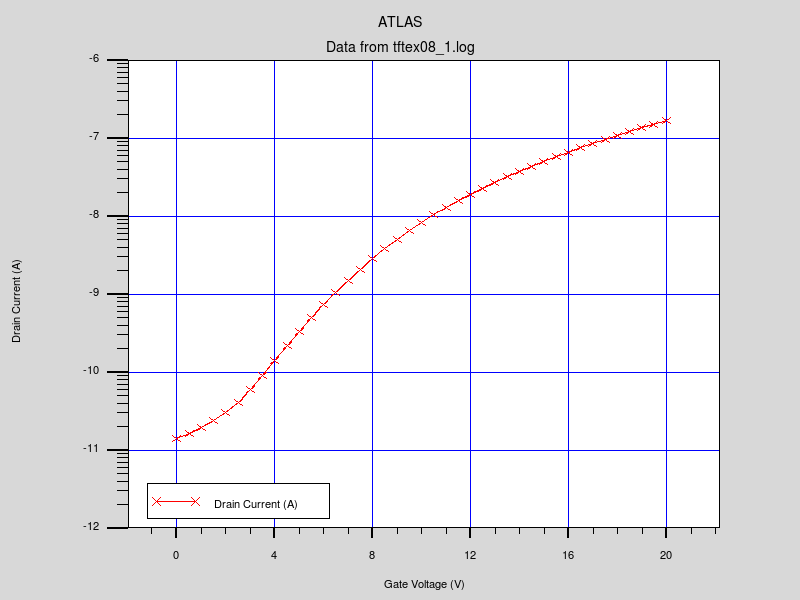 ATLAS
Data from tftex08_1.log
-6
-7
-8
-9
-10
-11
-12
Drain Current (A)
Drain Current (A)
0 4 8 12 16 20
Gate Voltage (V)